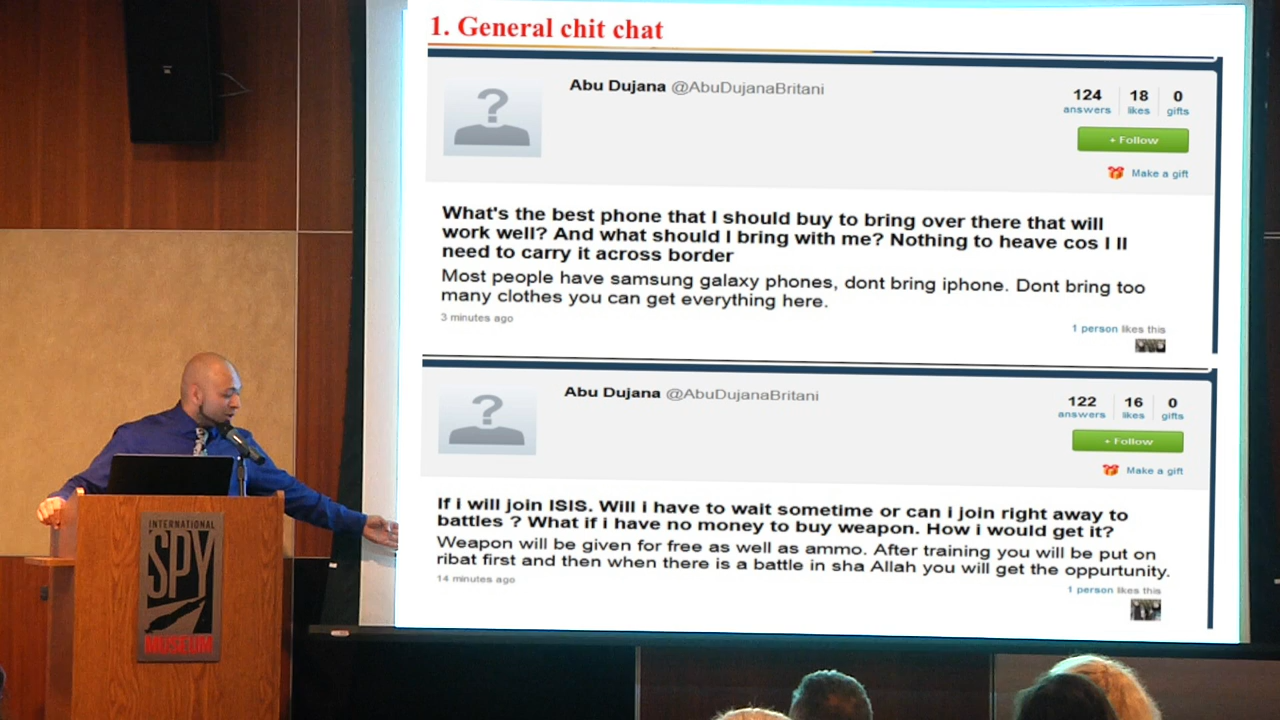 1. General chit chat
Abu Dujana @AbuDujanaBritani
124 18 0
answers likes gifts
+ Follow
Make a gift
What's the best phone that I should buy to bring over there that will
work well? And what should I bring with me? Nothing to heave cos I ll
need to carry it across border
Most people have samsung galaxy phones, dont bring iphone. Dont bring too
many clothes you can get everything here.
3 minutes ago
1 person likes this
Abu Dujana @AbuDujanaBritani
122 16 0
answers likes gifts
+ Follow
Make a gift
If i will join ISIS. Will i have to wait sometime or can i join right away to
battles ? What if i have no money to buy weapon. How i would get it?
Weapon will be given for free as well as ammo. After training you will be put on
ribat first and then when there is a battle in sha Allah you will get the oppurtunity.
14 minutes ago
1 person likes this
INTERNATIONAL
SPY
MUSEUM